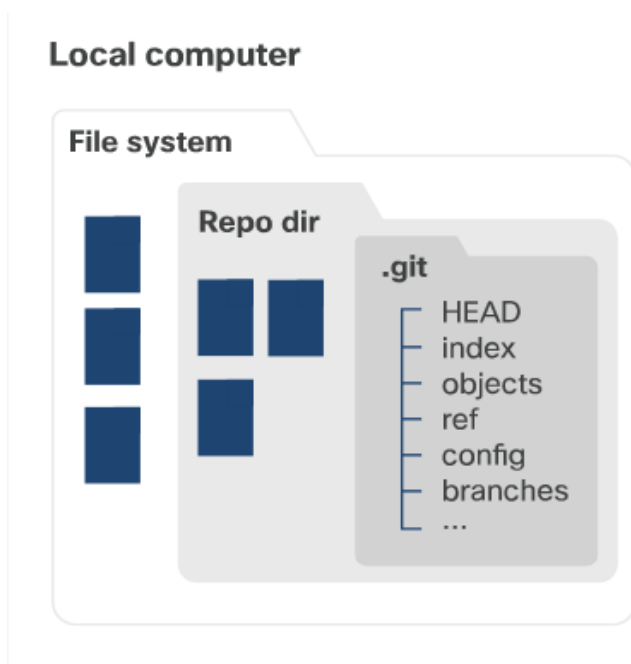 Local computer
File system
Repo dir
.git
HEAD
index
objects
ref
config
branches
...